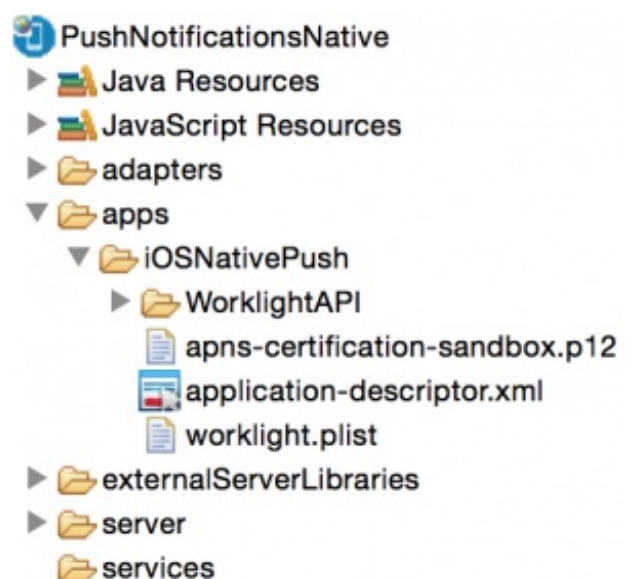 PushNotificationsNative
Java Resources
JavaScript Resources
adapters
apps
iOSNativePush
WorklightAPI
apns-certification-sandbox.p12
application-descriptor.xml
worklight.plist
externalServerLibraries
server
services